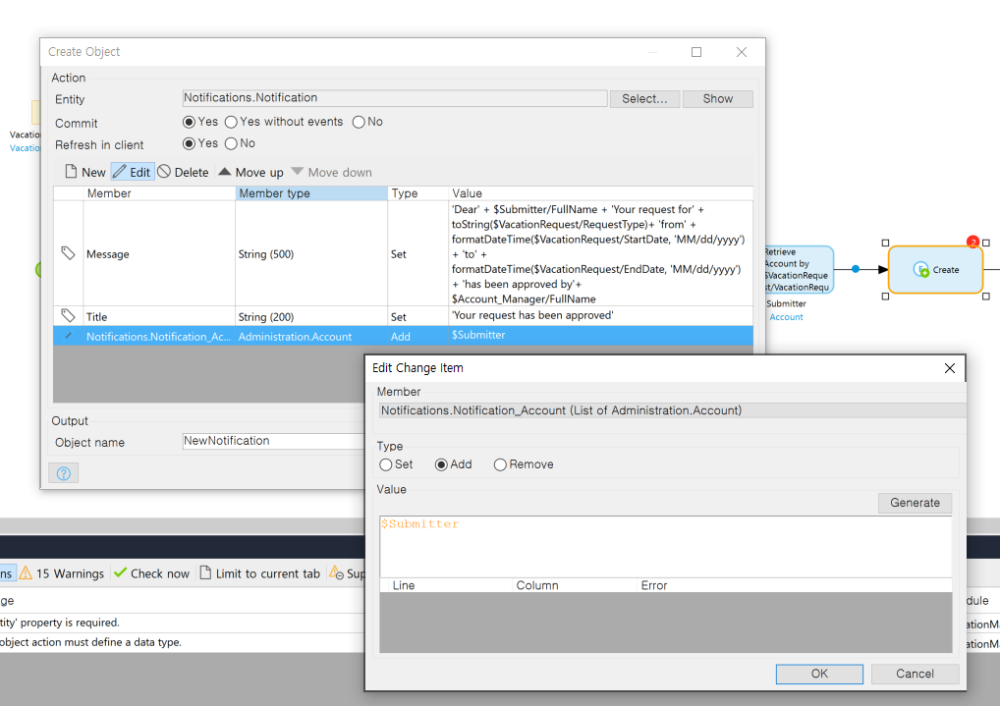 Create Object
Action
Entity
Notifications.Notification
Select...
Show
Commit
Yes
Yes without events
No
Refresh in client
Yes
No
New
Edit
Delete
Move up
Move down
Member
Member type
Type
Value
Message
String (500)
Set
'Dear' + $Submitter/FullName + 'Your request for' +
toString($VacationRequest/RequestType)+ 'from' +
formatDateTime($VacationRequest/StartDate, 'MM/dd/yyyy')
+ 'to' +
formatDateTime($VacationRequest/EndDate, 'MM/dd/yyyy')
+ 'has been approved by'+
$Account_Manager/FullName
Title
String (200)
Set
'Your request has been approved'
Notifications.Notification_Ac...
Administration.Account
Add
$Submitter
Output
Object name
NewNotification
Vacatio
Vacatio
Retrieve
Account by
$VacationReque
st/VacationRequ
Submitter
Account
2
Create
Edit Change Item
Member
Notifications.Notification_Account (List of Administration.Account)
Type
Set
Add
Remove
Value
Generate
$Submitter
Line
Column
Error
OK
Cancel
ns
15 Warnings
Check now
Limit to current tab
Sup
ge
dule
tity' property is required.
ationMa
object action must define a data type.
ationMa